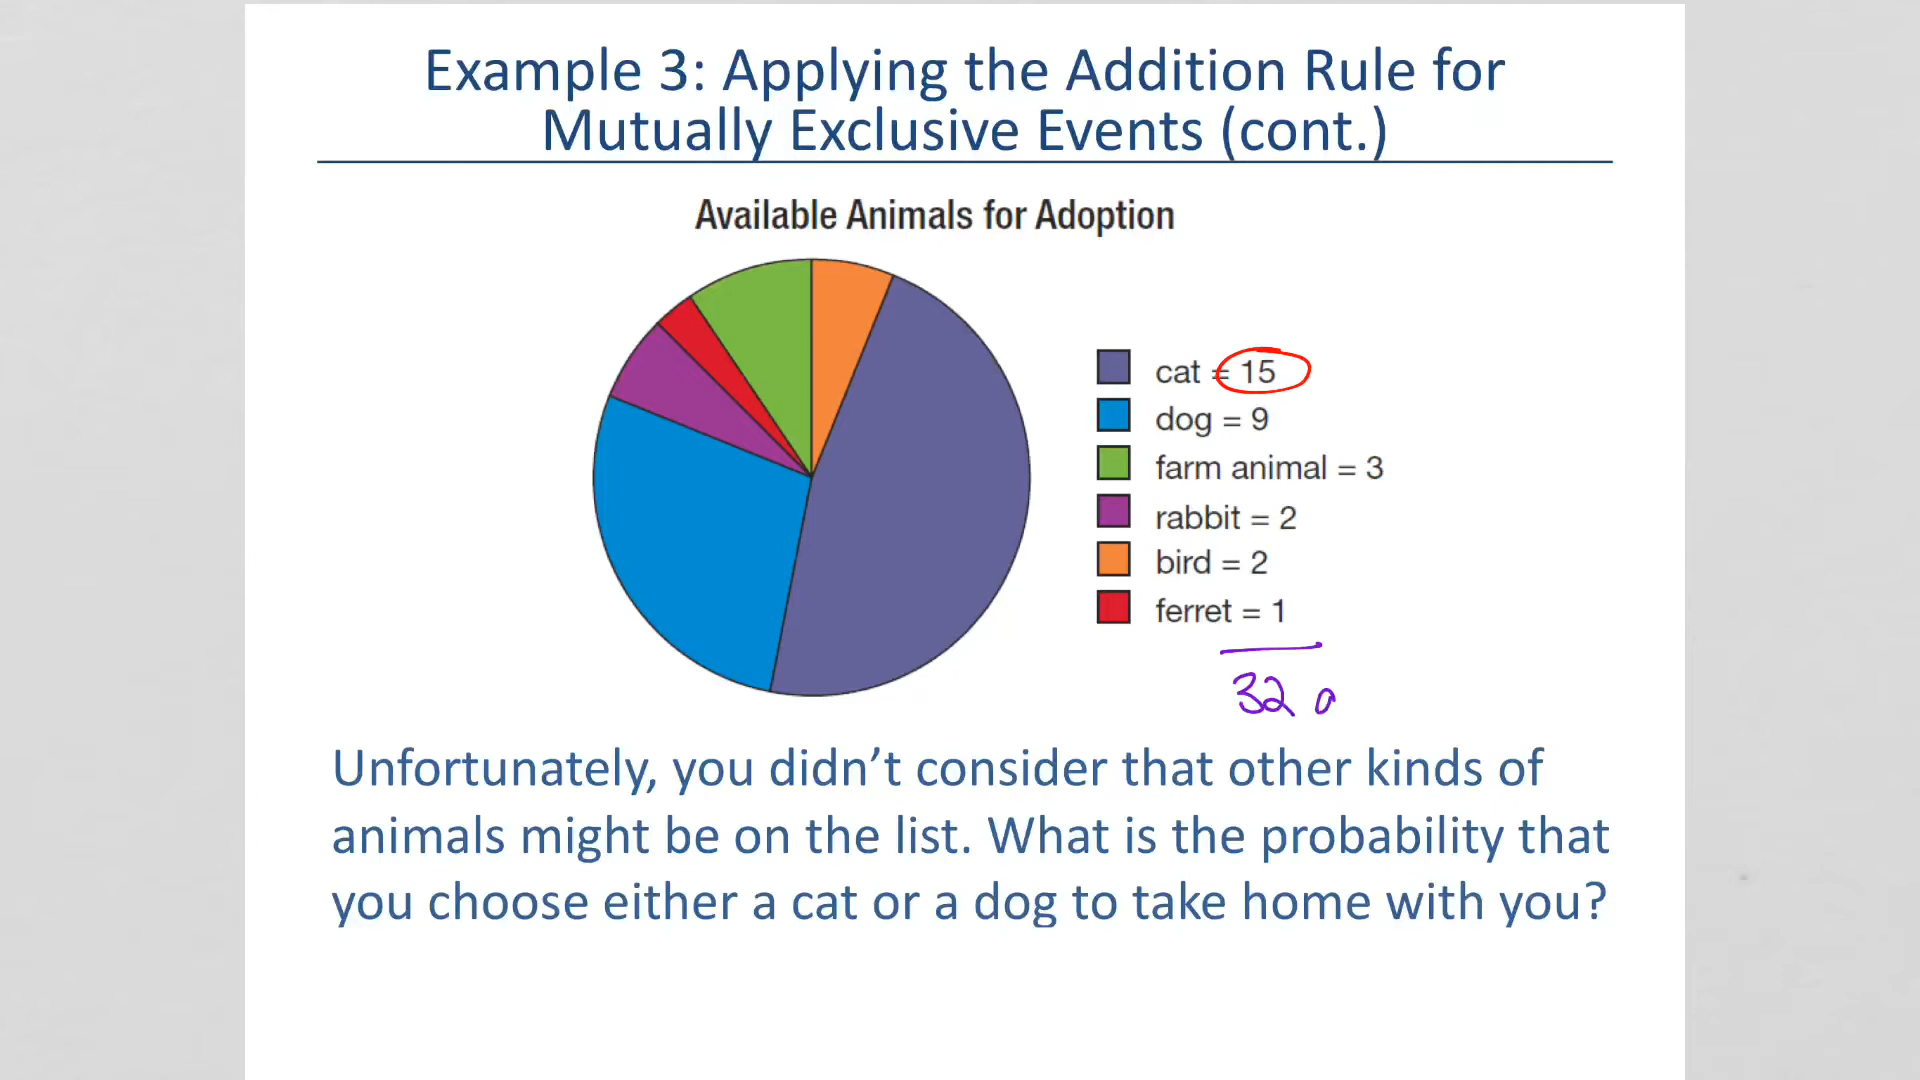 Example 3: Applying the Addition Rule for
Mutually Exclusive Events (cont.)
Available Animals for Adoption
cat = 15
dog = 9
farm animal = 3
rabbit = 2
bird = 2
ferret = 1
32 a
Unfortunately, you didn’t consider that other kinds of
animals might be on the list. What is the probability that
you choose either a cat or a dog to take home with you?